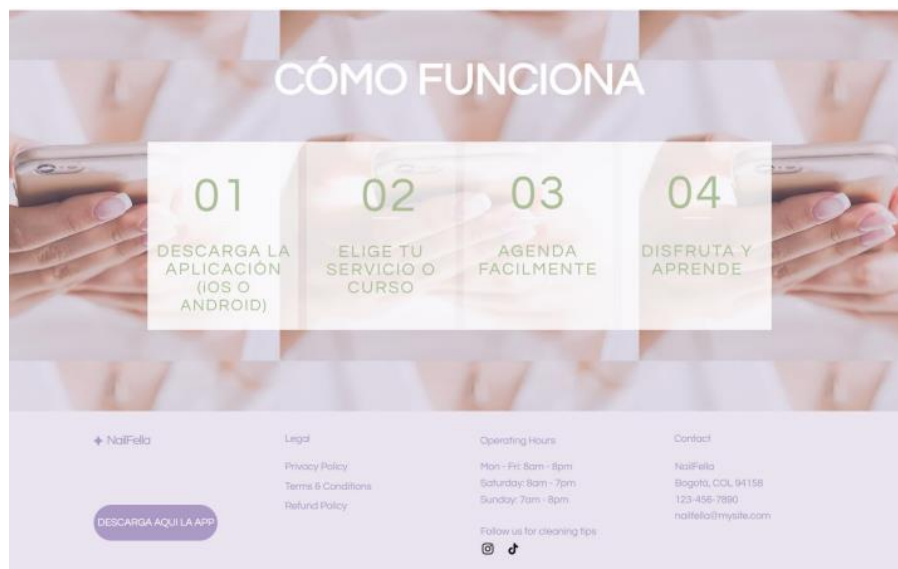 CÓMO FUNCIONA
01
DESCARGA LA
APLICACIÓN
(iOS O
ANDROID)
02
ELIGE TU
SERVICIO O
CURSO
03
AGENDA
FACILMENTE
04
DISFRUTA Y
APRENDE
NailFella
DESCARGA AQUI LA APP
Legal
Privacy Policy
Terms & Conditions
Refund Policy
Operating Hours
Mon - Fri: 8am - 8pm
Saturday: 8am - 7pm
Sunday: 7am - 8pm
Follow us for cleaning tips
Contact
NailFella
Bogotá, COL 94158
123-456-7890
nailfella@mysite.com